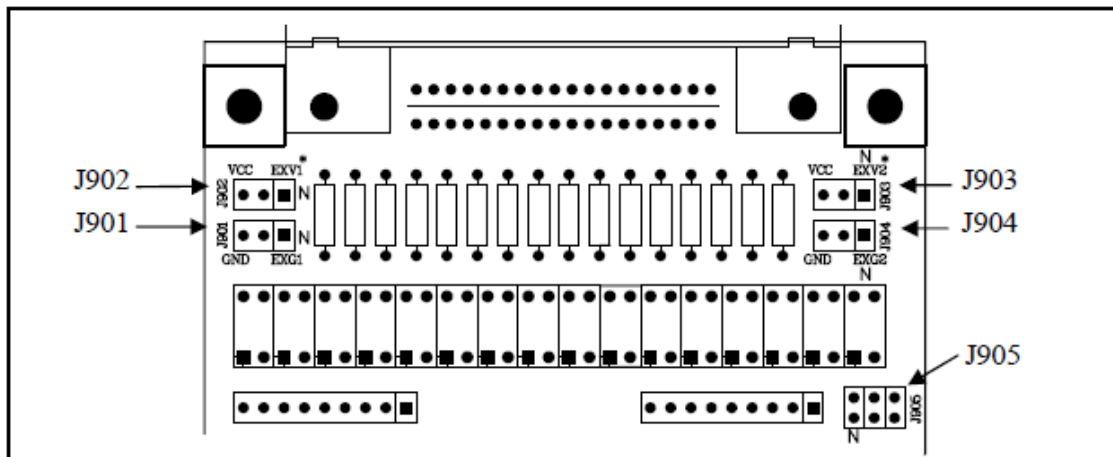 N
VCC EXV1*
J902 J902 N
VCC EXV2*
J903 J903
J901 J901 N
J904 J904
GND EXG1
GND EXG2
N
J905
J905
N